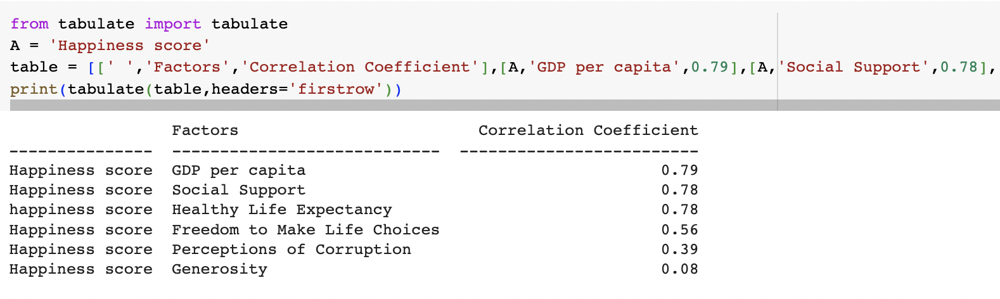 from tabulate import tabulate
A = 'Happiness score'
table = [[' ','Factors','Correlation Coefficient'],[A,'GDP per capita',0.79],[A,'Social Support',0.78],
print(tabulate(table,headers='firstrow'))
Factors Correlation Coefficient
--------------- ---------------------------- -------------------------
Happiness score GDP per capita 0.79
Happiness score Social Support 0.78
happiness score Healthy Life Expectancy 0.78
Happiness score Freedom to Make Life Choices 0.56
Happiness score Perceptions of Corruption 0.39
Happiness score Generosity 0.08